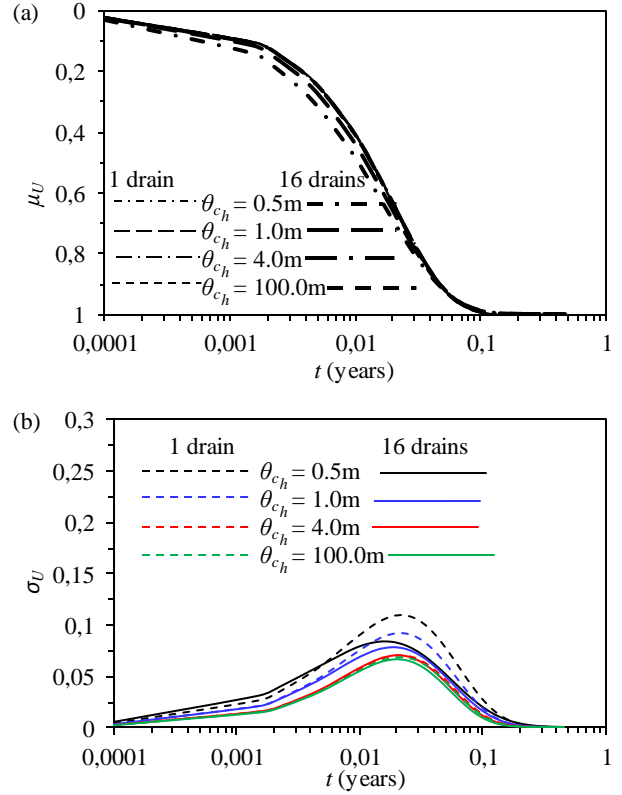 (a)
0
0,2
0,4
0,6
0,8
1
μU
1 drain 16 drains
θch = 0.5m
θch = 1.0m
θch = 4.0m
θch = 100.0m
0,0001 0,001 0,01 0,1 1
t (years)
(b)
0,3
0,25
0,2
0,15
0,1
0,05
0
σU
1 drain 16 drains
θch = 0.5m
θch = 1.0m
θch = 4.0m
θch = 100.0m
0,0001 0,001 0,01 0,1 1
t (years)